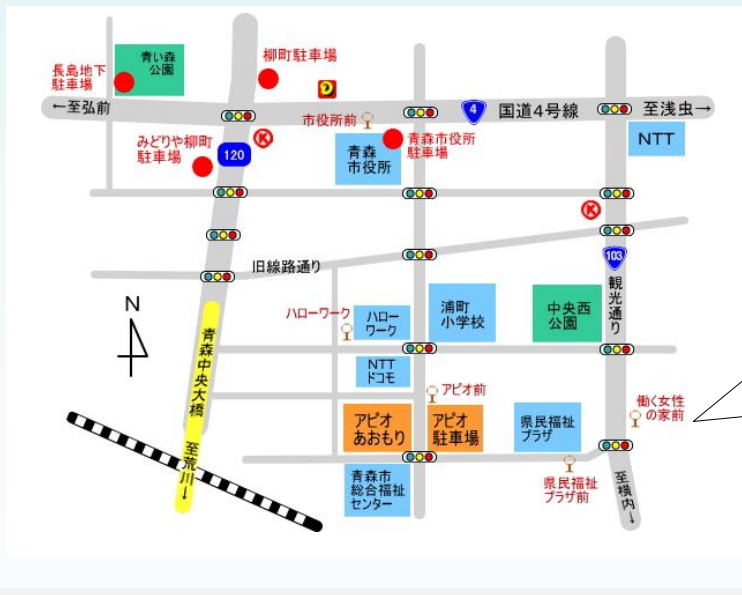 青い森
公園
長島地下
駐車場
柳町駐車場
←至弘前
市役所前
4
国道4号線
至浅虫→
みどりや柳町
駐車場
120
K
青森
市役所
青森市役所
駐車場
NTT
K
旧線路通り
103
観光通り
N
ハローワーク
ハロー
ワーク
浦町
小学校
中央西
公園
青森中央大橋
NTT
ドコモ
アピオ前
働く女性
の家前
アピオ
あおもり
アピオ
駐車場
県民福祉
プラザ
至荒川→
青森市
総合福祉
センター
県民福祉
プラザ前
至横内→